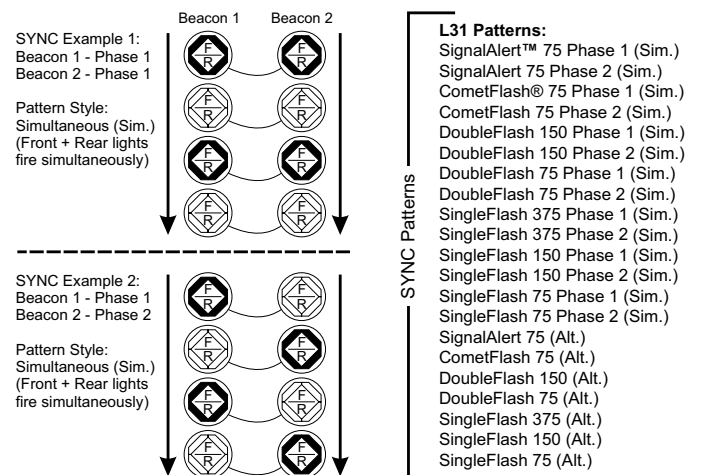 Beacon 1 Beacon 2
SYNC Example 1:
Beacon 1 - Phase 1
Beacon 2 - Phase 1
Pattern Style:
Simultaneous (Sim.)
(Front + Rear lights
fire simultaneously)
F F
R R
F F
R R
F F
R R
F F
R R
SYNC Example 2:
Beacon 1 - Phase 1
Beacon 2 - Phase 2
Pattern Style:
Simultaneous (Sim.)
(Front + Rear lights
fire simultaneously)
F F
R R
F F
R R
F F
R R
F F
R R
SYNC Patterns
L31 Patterns:
SignalAlert™ 75 Phase 1 (Sim.)
SignalAlert 75 Phase 2 (Sim.)
CometFlash® 75 Phase 1 (Sim.)
CometFlash 75 Phase 2 (Sim.)
DoubleFlash 150 Phase 1 (Sim.)
DoubleFlash 150 Phase 2 (Sim.)
DoubleFlash 75 Phase 1 (Sim.)
DoubleFlash 75 Phase 2 (Sim.)
SingleFlash 375 Phase 1 (Sim.)
SingleFlash 375 Phase 2 (Sim.)
SingleFlash 150 Phase 1 (Sim.)
SingleFlash 150 Phase 2 (Sim.)
SingleFlash 75 Phase 1 (Sim.)
SingleFlash 75 Phase 2 (Sim.)
SignalAlert 75 (Alt.)
CometFlash 75 (Alt.)
DoubleFlash 150 (Alt.)
DoubleFlash 75 (Alt.)
SingleFlash 375 (Alt.)
SingleFlash 150 (Alt.)
SingleFlash 75 (Alt.)